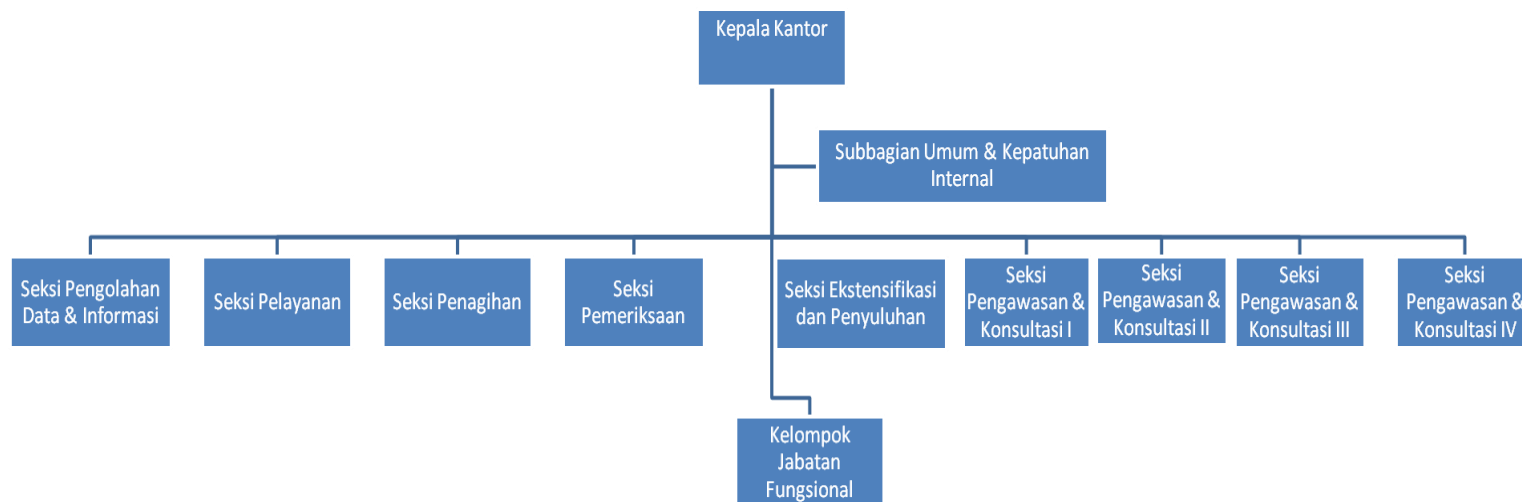 Kepala Kantor
Subbagian Umum & Kepatuhan
Internal
Seksi Pengolahan
Data & Informasi
Seksi Pelayanan
Seksi Penagihan
Seksi
Pemeriksaan
Seksi Ekstensifikasi
dan Penyuluhan
Seksi
Pengawasan &
Konsultasi I
Seksi
Pengawasan &
Konsultasi II
Seksi
Pengawasan &
Konsultasi III
Seksi
Pengawasan &
Konsultasi IV
Kelompok
Jabatan
Fungsional